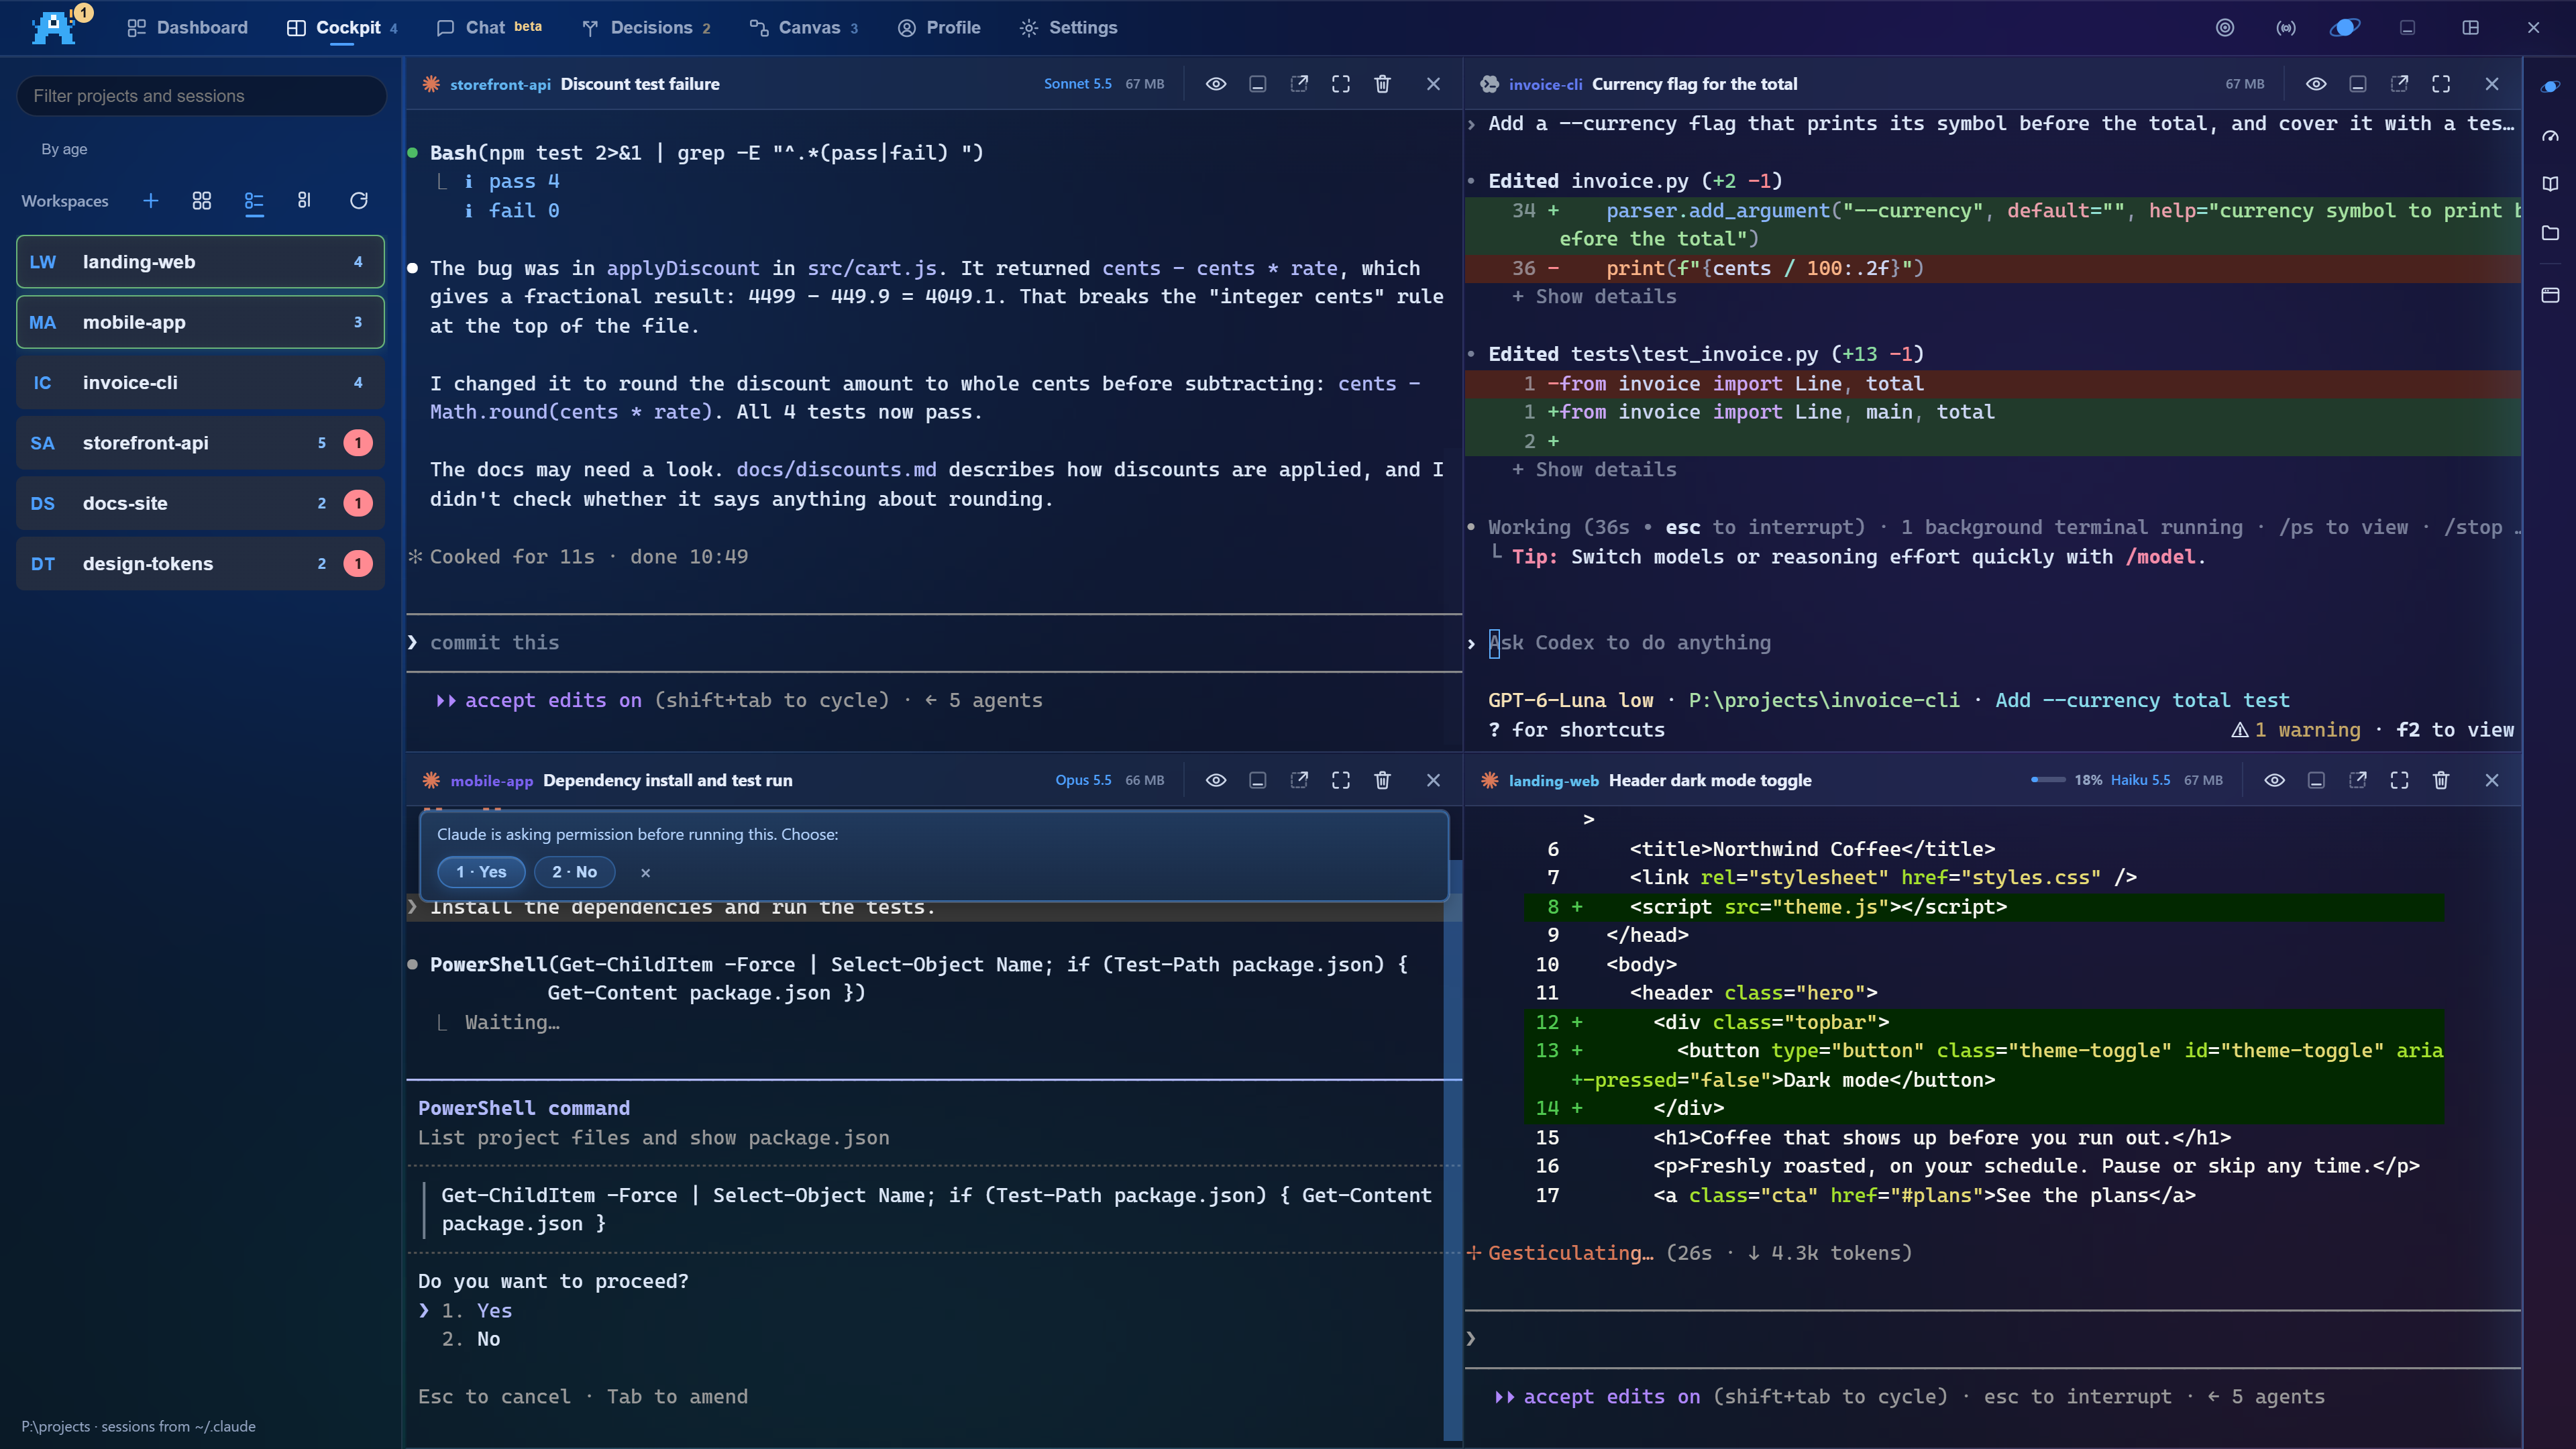 1
Dashboard
Cockpit 4
Chat beta
Decisions 2
Canvas 3
Profile
Settings
Filter projects and sessions
By age
Workspaces
LW landing-web 4
MA mobile-app 3
IC invoice-cli 4
SA storefront-api 5 1
DS docs-site 2 1
DT design-tokens 2 1
P:\projects · sessions from ~/.claude
storefront-api Discount test failure Sonnet 5.5 67 MB
Bash(npm test 2>&1 | grep -E "^.*(pass|fail) ")
ℹ pass 4
ℹ fail 0
The bug was in applyDiscount in src/cart.js. It returned cents - cents * rate, which
gives a fractional result: 4499 - 449.9 = 4049.1. That breaks the "integer cents" rule
at the top of the file.
I changed it to round the discount amount to whole cents before subtracting: cents -
Math.round(cents * rate). All 4 tests now pass.
The docs may need a look. docs/discounts.md describes how discounts are applied, and I
didn't check whether it says anything about rounding.
✻ Cooked for 11s · done 10:49
❯ commit this
⏵⏵ accept edits on (shift+tab to cycle) · ← 5 agents
invoice-cli Currency flag for the total 67 MB
› Add a --currency flag that prints its symbol before the total, and cover it with a tes…
• Edited invoice.py (+2 -1)
34 + parser.add_argument("--currency", default="", help="currency symbol to print b
efore the total")
36 - print(f"{cents / 100:.2f}")
+ Show details
• Edited tests\test_invoice.py (+13 -1)
1 -from invoice import Line, total
1 +from invoice import Line, main, total
2 +
+ Show details
• Working (36s • esc to interrupt) · 1 background terminal running · /ps to view · /stop …
└ Tip: Switch models or reasoning effort quickly with /model.
› Ask Codex to do anything
GPT-6-Luna low · P:\projects\invoice-cli · Add --currency total test
? for shortcuts ⚠ 1 warning · f2 to view
mobile-app Dependency install and test run Opus 5.5 66 MB
Claude is asking permission before running this. Choose:
1 · Yes 2 · No ×
❯ Install the dependencies and run the tests.
PowerShell(Get-ChildItem -Force | Select-Object Name; if (Test-Path package.json) {
Get-Content package.json })
Waiting…
PowerShell command
List project files and show package.json
Get-ChildItem -Force | Select-Object Name; if (Test-Path package.json) { Get-Content
package.json }
Do you want to proceed?
❯ 1. Yes
2. No
Esc to cancel · Tab to amend
landing-web Header dark mode toggle 18% Haiku 5.5 67 MB
>
6 <title>Northwind Coffee</title>
7 <link rel="stylesheet" href="styles.css" />
8 + <script src="theme.js"></script>
9 </head>
10 <body>
11 <header class="hero">
12 + <div class="topbar">
13 + <button type="button" class="theme-toggle" id="theme-toggle" aria
+-pressed="false">Dark mode</button>
14 + </div>
15 <h1>Coffee that shows up before you run out.</h1>
16 <p>Freshly roasted, on your schedule. Pause or skip any time.</p>
17 <a class="cta" href="#plans">See the plans</a>
Gesticulating… (26s · ↓ 4.3k tokens)
❯
⏵⏵ accept edits on (shift+tab to cycle) · esc to interrupt · ← 5 agents